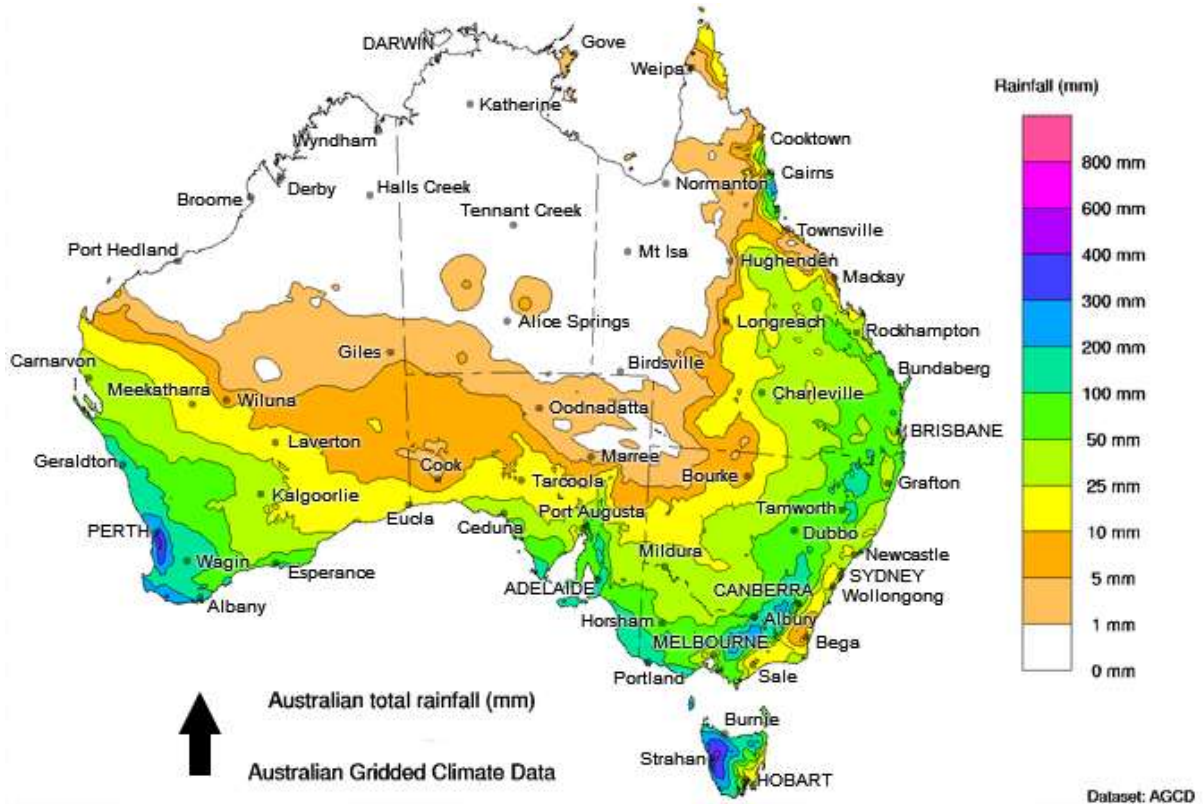 DARWIN
Gove
Weipa
Katherine
Wyndham
Cooktown
Cairns
Derby
Halls Creek
Normanton
Broome
Tennant Creek
Townsville
Port Hedland
Mt Isa
Hughenden
Mackay
Alice Springs
Longreach
Rockhampton
Giles
Birdsville
Carnarvon
Bundaberg
Meekatharra
Wiluna
Charleville
Oodnadatta
BRISBANE
Laverton
Marree
Geraldton
Cook
Tarcoola
Bourke
Grafton
Kalgoorlie
Port Augusta
Tamworth
Eucla
Ceduna
Dubbo
PERTH
Mildura
Newcastle
Wagin
Esperance
SYDNEY
ADELAIDE
CANBERRA
Wollongong
Albany
Horsham
Albury
MELBOURNE
Bega
Portland
Sale
Burnie
Strahan
HOBART
Rainfall (mm)
800 mm
600 mm
400 mm
300 mm
200 mm
100 mm
50 mm
25 mm
10 mm
5 mm
1 mm
0 mm
Australian total rainfall (mm)
Australian Gridded Climate Data
Dataset: AGCD